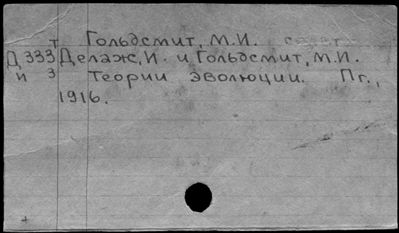 т Гольдсмит, М.И.
Д 333 Делаж, И. и Гольдсмит, М.И.
и 3 Теории эволюции. Пг.,
1916.